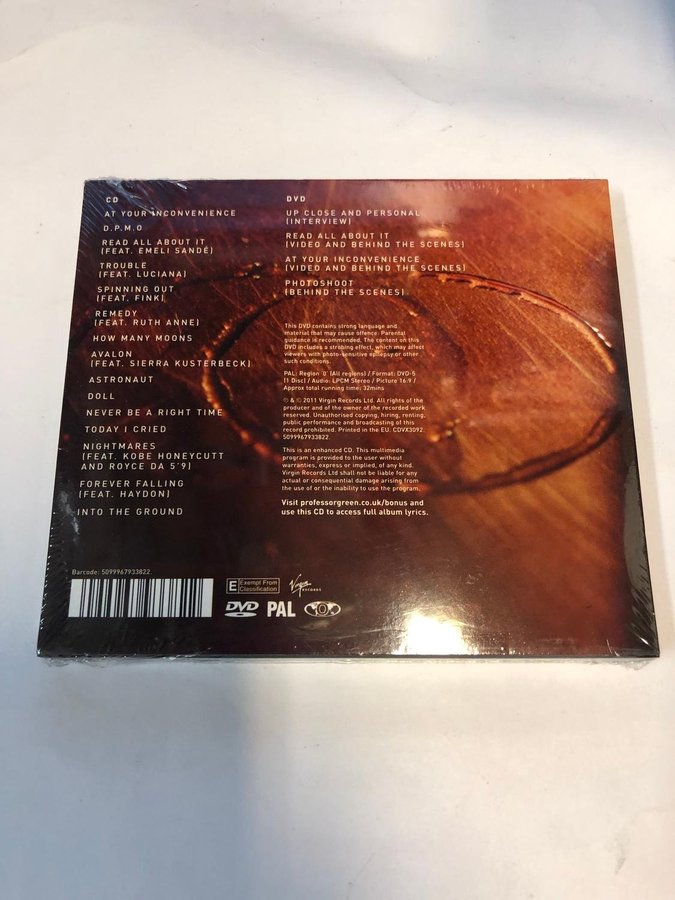 CD
AT YOUR INCONVENIENCE
D.P.M.O
READ ALL ABOUT IT
(FEAT. EMELI SANDÉ)
TROUBLE
(FEAT. LUCIANA)
SPINNING OUT
(FEAT. FINK)
REMEDY
(FEAT. RUTH ANNE)
HOW MANY MOONS
AVALON
(FEAT. SIERRA KUSTERBECK)
ASTRONAUT
DOLL
NEVER BE A RIGHT TIME
TODAY I CRIED
NIGHTMARES
(FEAT. KOBE HONEYCUTT
AND ROYCE DA 5'9)
FOREVER FALLING
(FEAT. HAYDON)
INTO THE GROUND
DVD
UP CLOSE AND PERSONAL
(INTERVIEW)
READ ALL ABOUT IT
(VIDEO AND BEHIND THE SCENES)
AT YOUR INCONVENIENCE
(VIDEO AND BEHIND THE SCENES)
PHOTOSHOOT
(BEHIND THE SCENES)
This DVD contains strong language and
material that may cause offence. Parental
guidance is recommended. The content on this
DVD includes a strobing effect, which may affect
viewers with photo-sensitive epilepsy or other
such conditions.
PAL: Region '0' (All regions) / Format: DVD-5
(1 Disc) / Audio: LPCM Stereo / Picture 16:9 /
Approx total running time: 32mins
℗ & © 2011 Virgin Records Ltd. All rights of the
producer and of the owner of the recorded work
reserved. Unauthorised copying, hiring, renting,
public performance and broadcasting of this
record prohibited. Printed in the EU. CDVX3092.
5099967933822.
This is an enhanced CD. This multimedia
program is provided to the user without
warranties, express or implied, of any kind.
Virgin Records Ltd shall not be liable for any
actual or consequential damage arising from
the use of or the inability to use the program.
Visit professorgreen.co.uk/bonus and
use this CD to access full album lyrics.
Barcode: 5099967933822
E Exempt From
Classification
Virgin
RECORDS
DVD PAL 0